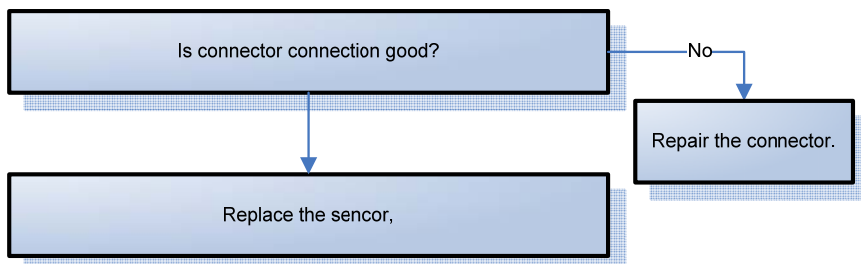 Is connector connection good?
No
Repair the connector.
Replace the sencor,